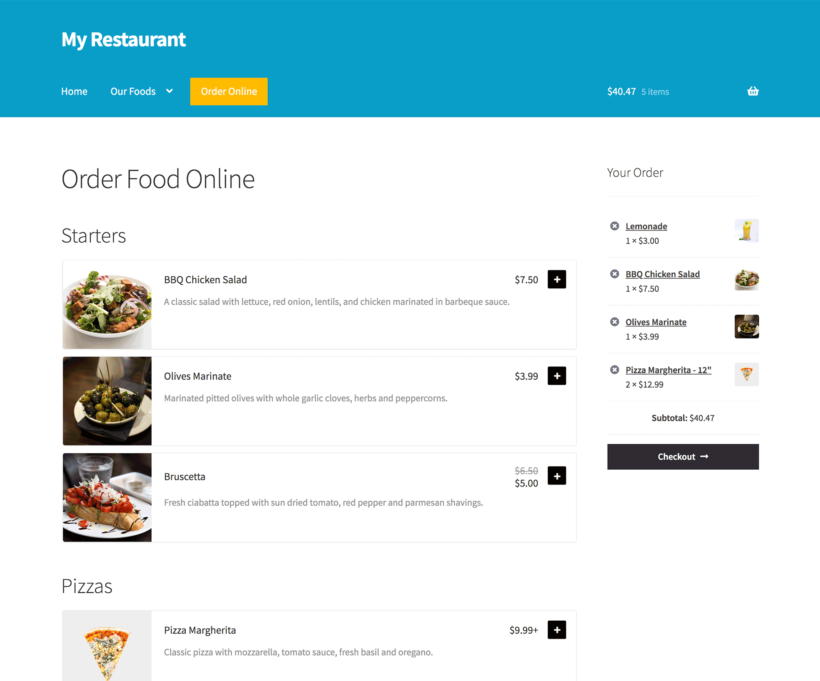 My Restaurant
Home Our Foods Order Online $40.47 5 items
Order Food Online
Starters
BBQ Chicken Salad $7.50 +
A classic salad with lettuce, red onion, lentils, and chicken marinated in barbeque sauce.
Olives Marinate $3.99 +
Marinated pitted olives with whole garlic cloves, herbs and peppercorns.
$6.50
Bruscetta $5.00 +
Fresh ciabatta topped with sun dried tomato, red pepper and parmesan shavings.
Pizzas
Pizza Margherita $9.99+ +
Classic pizza with mozzarella, tomato sauce, fresh basil and oregano.
Your Order
Lemonade
1 × $3.00
BBQ Chicken Salad
1 × $7.50
Olives Marinate
1 × $3.99
Pizza Margherita - 12"
2 × $12.99
Subtotal: $40.47
Checkout →